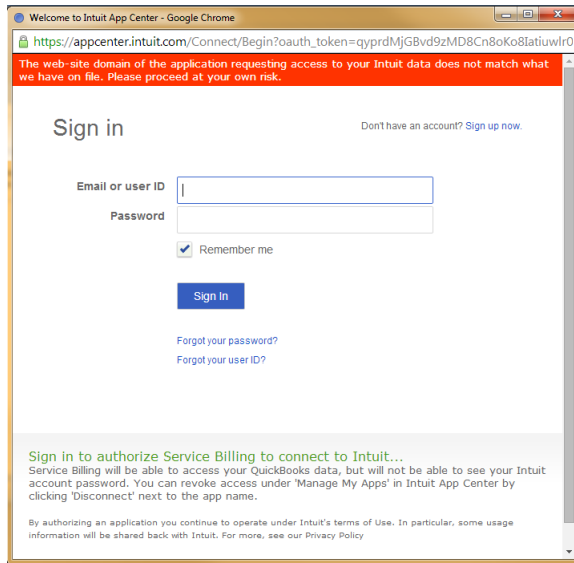 Welcome to Intuit App Center - Google Chrome
https://appcenter.intuit.com/Connect/Begin?oauth_token=qyprdMjGBvd9zMD8Cn8oKo8Iatiuwlr0
The web-site domain of the application requesting access to your Intuit data does not match what
we have on file. Please proceed at your own risk.
Sign in
Don't have an account? Sign up now.
Email or user ID
Password
Remember me
Sign In
Forgot your password?
Forgot your user ID?
Sign in to authorize Service Billing to connect to Intuit...
Service Billing will be able to access your QuickBooks data, but will not be able to see your Intuit
account password. You can revoke access under 'Manage My Apps' in Intuit App Center by
clicking 'Disconnect' next to the app name.
By authorizing an application you continue to operate under Intuit's terms of Use. In particular, some usage
information will be shared back with Intuit. For more, see our Privacy Policy